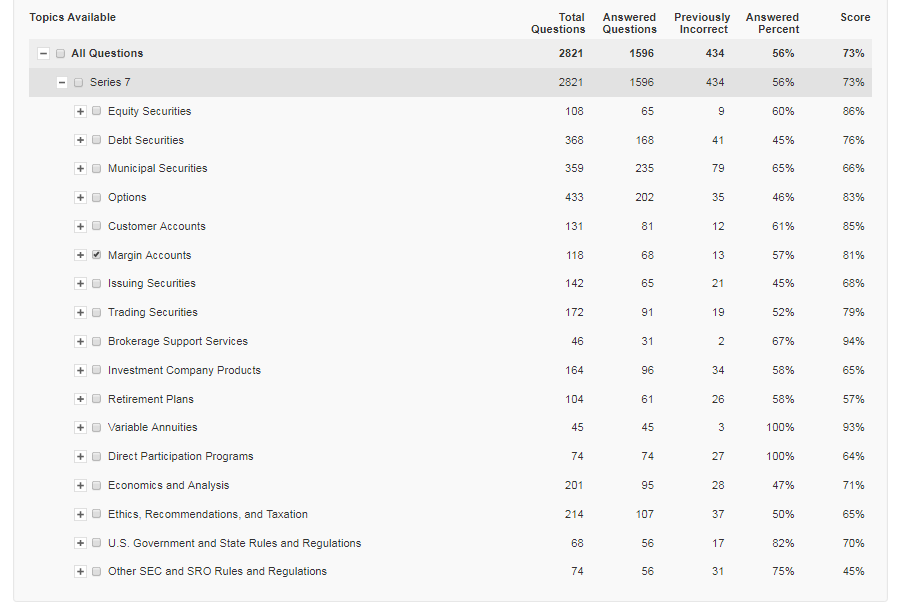 Topics Available Total Questions Answered Questions Previously Incorrect Answered Percent Score
All Questions 2821 1596 434 56% 73%
Series 7 2821 1596 434 56% 73%
Equity Securities 108 65 9 60% 86%
Debt Securities 368 168 41 45% 76%
Municipal Securities 359 235 79 65% 66%
Options 433 202 35 46% 83%
Customer Accounts 131 81 12 61% 85%
Margin Accounts 118 68 13 57% 81%
Issuing Securities 142 65 21 45% 68%
Trading Securities 172 91 19 52% 79%
Brokerage Support Services 46 31 2 67% 94%
Investment Company Products 164 96 34 58% 65%
Retirement Plans 104 61 26 58% 57%
Variable Annuities 45 45 3 100% 93%
Direct Participation Programs 74 74 27 100% 64%
Economics and Analysis 201 95 28 47% 71%
Ethics, Recommendations, and Taxation 214 107 37 50% 65%
U.S. Government and State Rules and Regulations 68 56 17 82% 70%
Other SEC and SRO Rules and Regulations 74 56 31 75% 45%